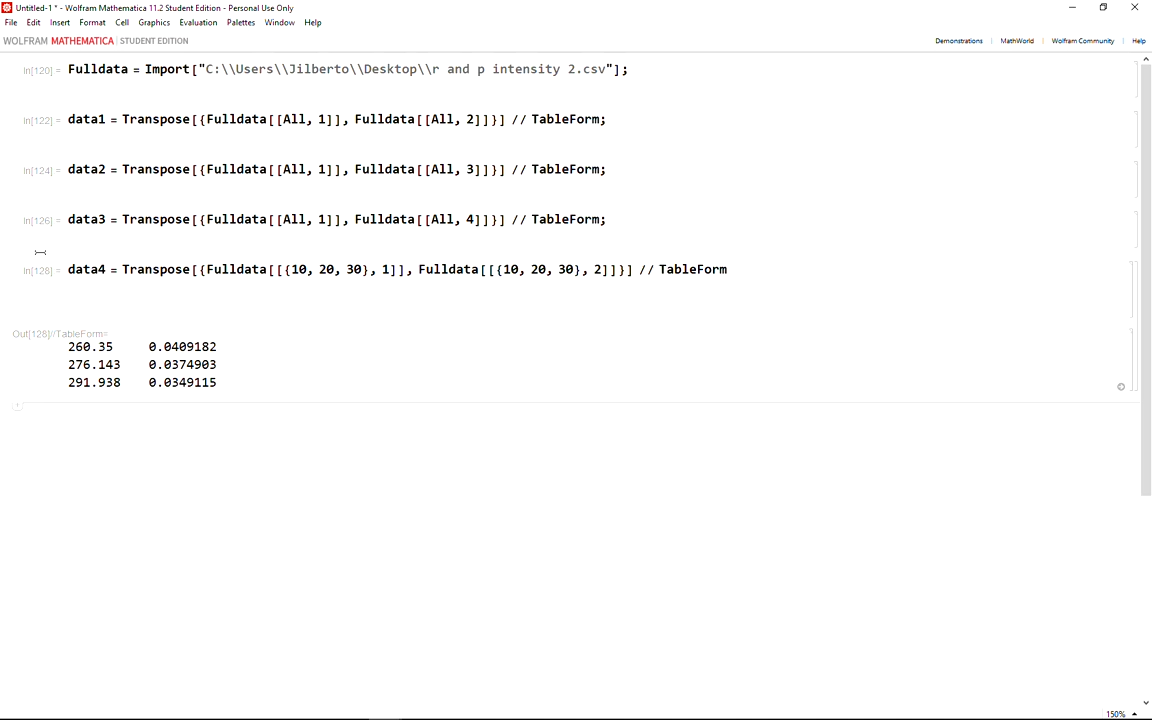 Untitled-1 * - Wolfram Mathematica 11.2 Student Edition - Personal Use Only
File Edit Insert Format Cell Graphics Evaluation Palettes Window Help
WOLFRAM MATHEMATICA | STUDENT EDITION Demonstrations | MathWorld | Wolfram Community | Help
In[120]:= Fulldata = Import["C:\\Users\\Jilberto\\Desktop\\r and p intensity 2.csv"];
In[122]:= data1 = Transpose[{Fulldata[[All, 1]], Fulldata[[All, 2]]}] // TableForm;
In[124]:= data2 = Transpose[{Fulldata[[All, 1]], Fulldata[[All, 3]]}] // TableForm;
In[126]:= data3 = Transpose[{Fulldata[[All, 1]], Fulldata[[All, 4]]}] // TableForm;
In[128]:= data4 = Transpose[{Fulldata[[{10, 20, 30}, 1]], Fulldata[[{10, 20, 30}, 2]]}] // TableForm
Out[128]//TableForm=
260.35 0.0409182
276.143 0.0374903
291.938 0.0349115
150%